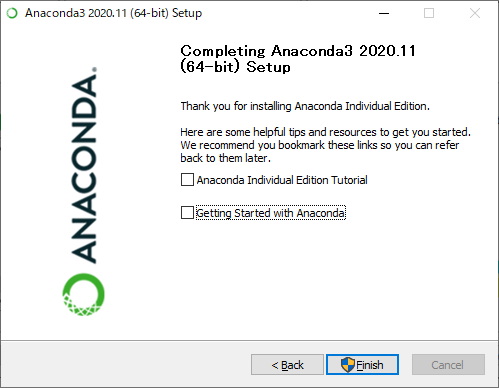 Anaconda3 2020.11 (64-bit) Setup
Completing Anaconda3 2020.11
(64-bit) Setup
Thank you for installing Anaconda Individual Edition.
Here are some helpful tips and resources to get you started.
We recommend you bookmark these links so you can refer
back to them later.
Anaconda Individual Edition Tutorial
Getting Started with Anaconda
ANACONDA.
< Back
Finish
Cancel